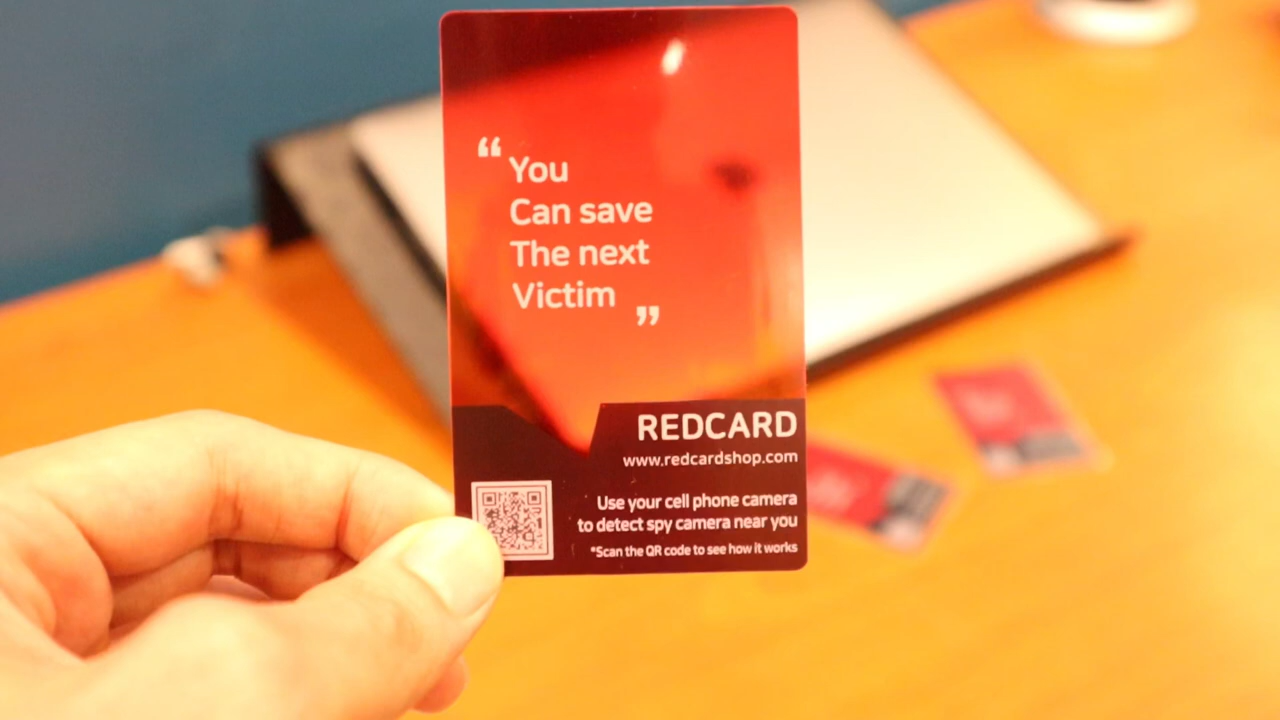 “ You
Can save
The next
Victim ”
REDCARD
www.redcardshop.com
Use your cell phone camera
to detect spy camera near you
*Scan the QR code to see how it works